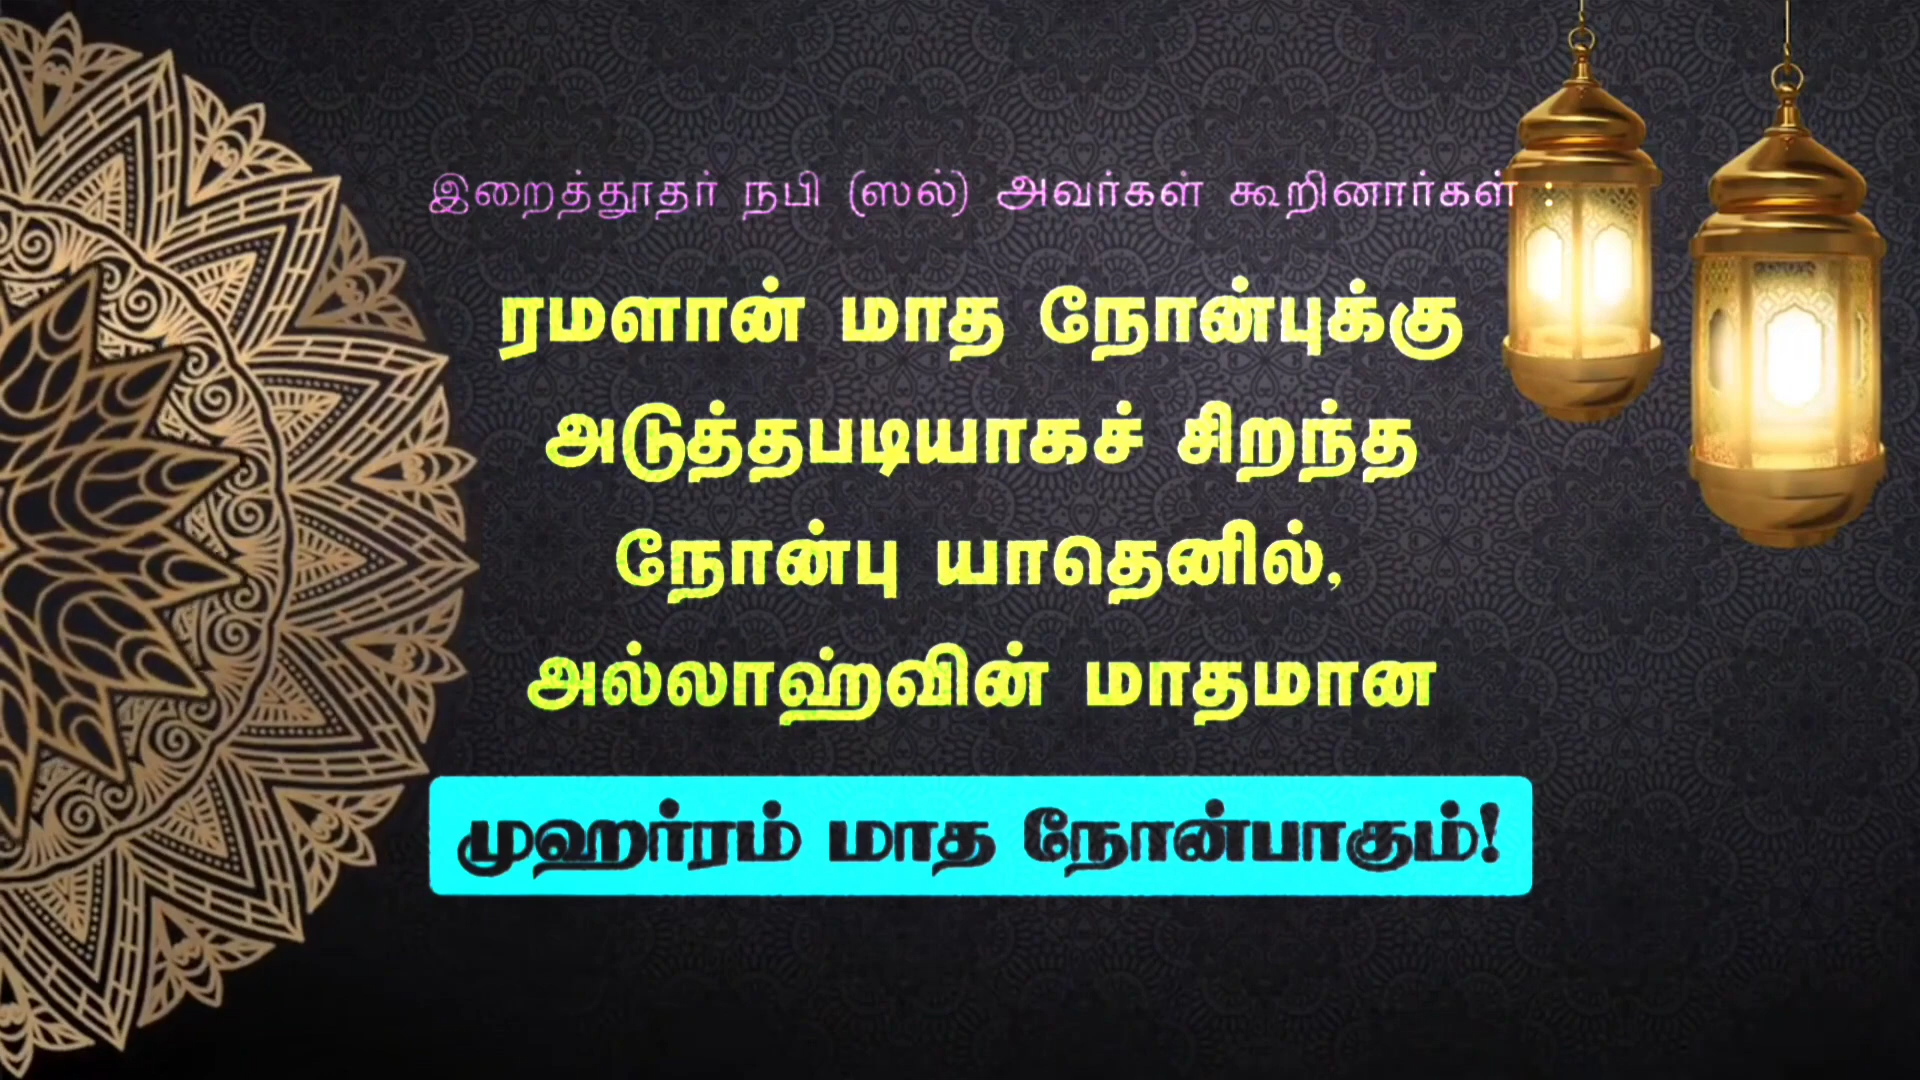 இறைத்தூதர் நபி (ஸல்) அவர்கள் கூறினார்கள் :
ரமளான் மாத நோன்புக்கு
அடுத்தபடியாகச் சிறந்த
நோன்பு யாதெனில்,
அல்லாஹ்வின் மாதமான
முஹர்ரம் மாத நோன்பாகும்!